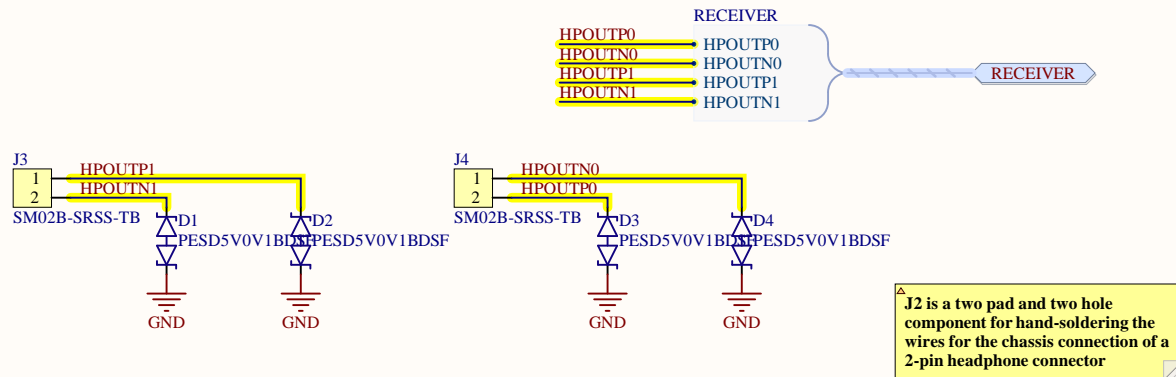 RECEIVER
HPOUTP0
HPOUTP0
HPOUTN0
HPOUTN0
HPOUTP1
HPOUTP1
HPOUTN1
HPOUTN1
RECEIVER
J3
1
2
HPOUTP1
HPOUTN1
SM02B-SRSS-TB
D1
PESD5V0V1BDSF
D2
PESD5V0V1BDSF
GND
GND
J4
1
2
HPOUTN0
HPOUTP0
SM02B-SRSS-TB
D3
PESD5V0V1BDSF
D4
PESD5V0V1BDSF
GND
GND
J2 is a two pad and two hole
component for hand-soldering the
wires for the chassis connection of a
2-pin headphone connector